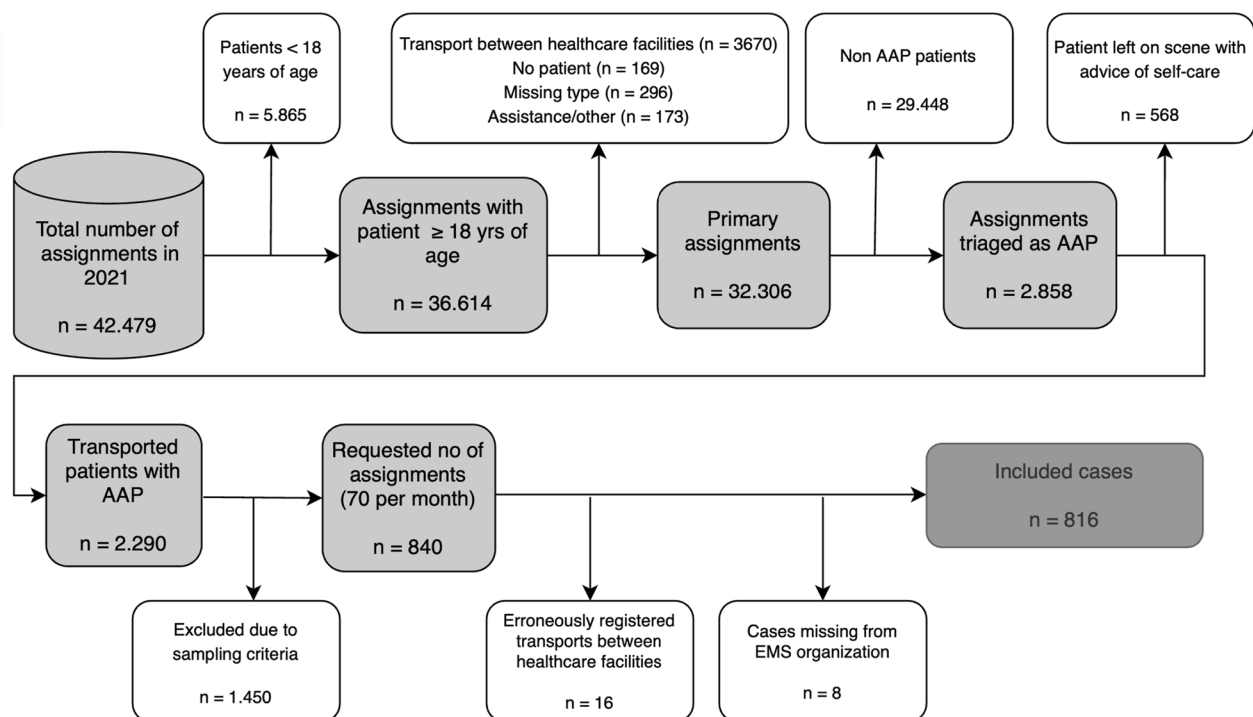 Patients < 18
years of age
n = 5.865
Transport between healthcare facilities (n = 3670)
No patient (n = 169)
Missing type (n = 296)
Assistance/other (n = 173)
Non AAP patients
n = 29.448
Patient left on scene with
advice of self-care
n = 568
Total number of
assignments in
2021
n = 42.479
Assignments with
patient ≥ 18 yrs of
age
n = 36.614
Primary
assignments
n = 32.306
Assignments
triaged as AAP
n = 2.858
Transported
patients with
AAP
n = 2.290
Requested no of
assignments
(70 per month)
n = 840
Included cases
n = 816
Excluded due to
sampling criteria
n = 1.450
Erroneously registered
transports between
healthcare facilities
n = 16
Cases missing from
EMS organization
n = 8